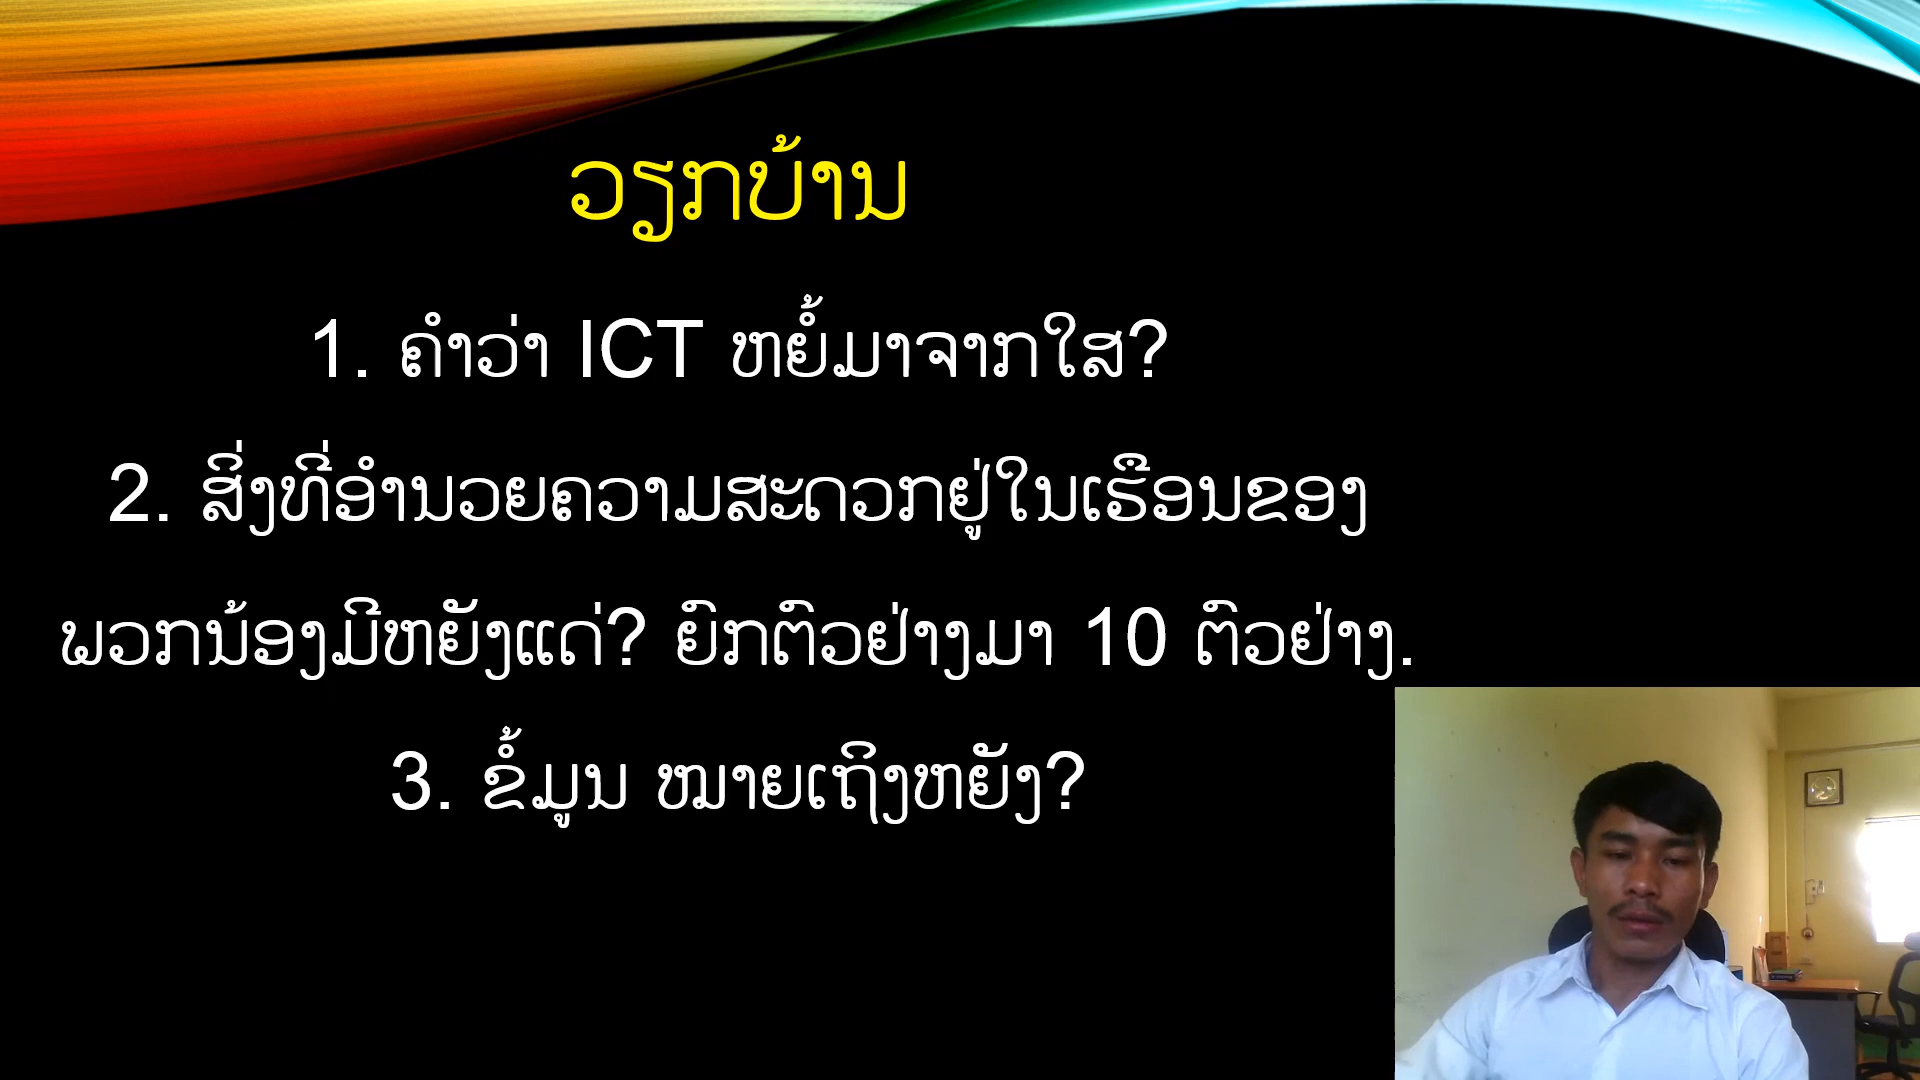 ວຽກບ້ານ
1. ຄຳວ່າ ICT ຫຍໍ້ມາຈາກໃສ?
2. ສິ່ງທີ່ອຳນວຍຄວາມສະດວກຢູ່ໃນເຮືອນຂອງ
ພວກນ້ອງມີຫຍັງແດ່? ຍົກຕົວຢ່າງມາ 10 ຕົວຢ່າງ.
3. ຂໍ້ມູນ ໝາຍເຖິງຫຍັງ?